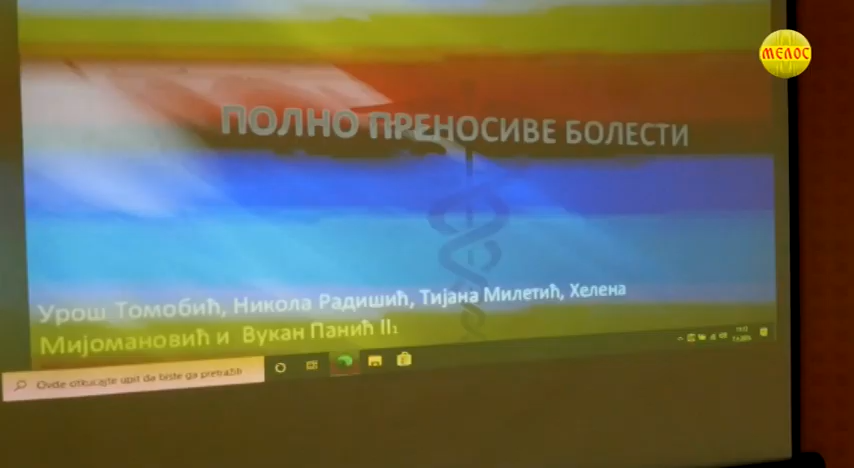 МЕЛОС
ПОЛНО ПРЕНОСИВЕ БОЛЕСТИ
Урош Томобић, Никола Радишић, Тијана Милетић, Хелена
Мијомановић и Вукан Панић II₁
Ovde otkucajte upit da biste ga pretražili